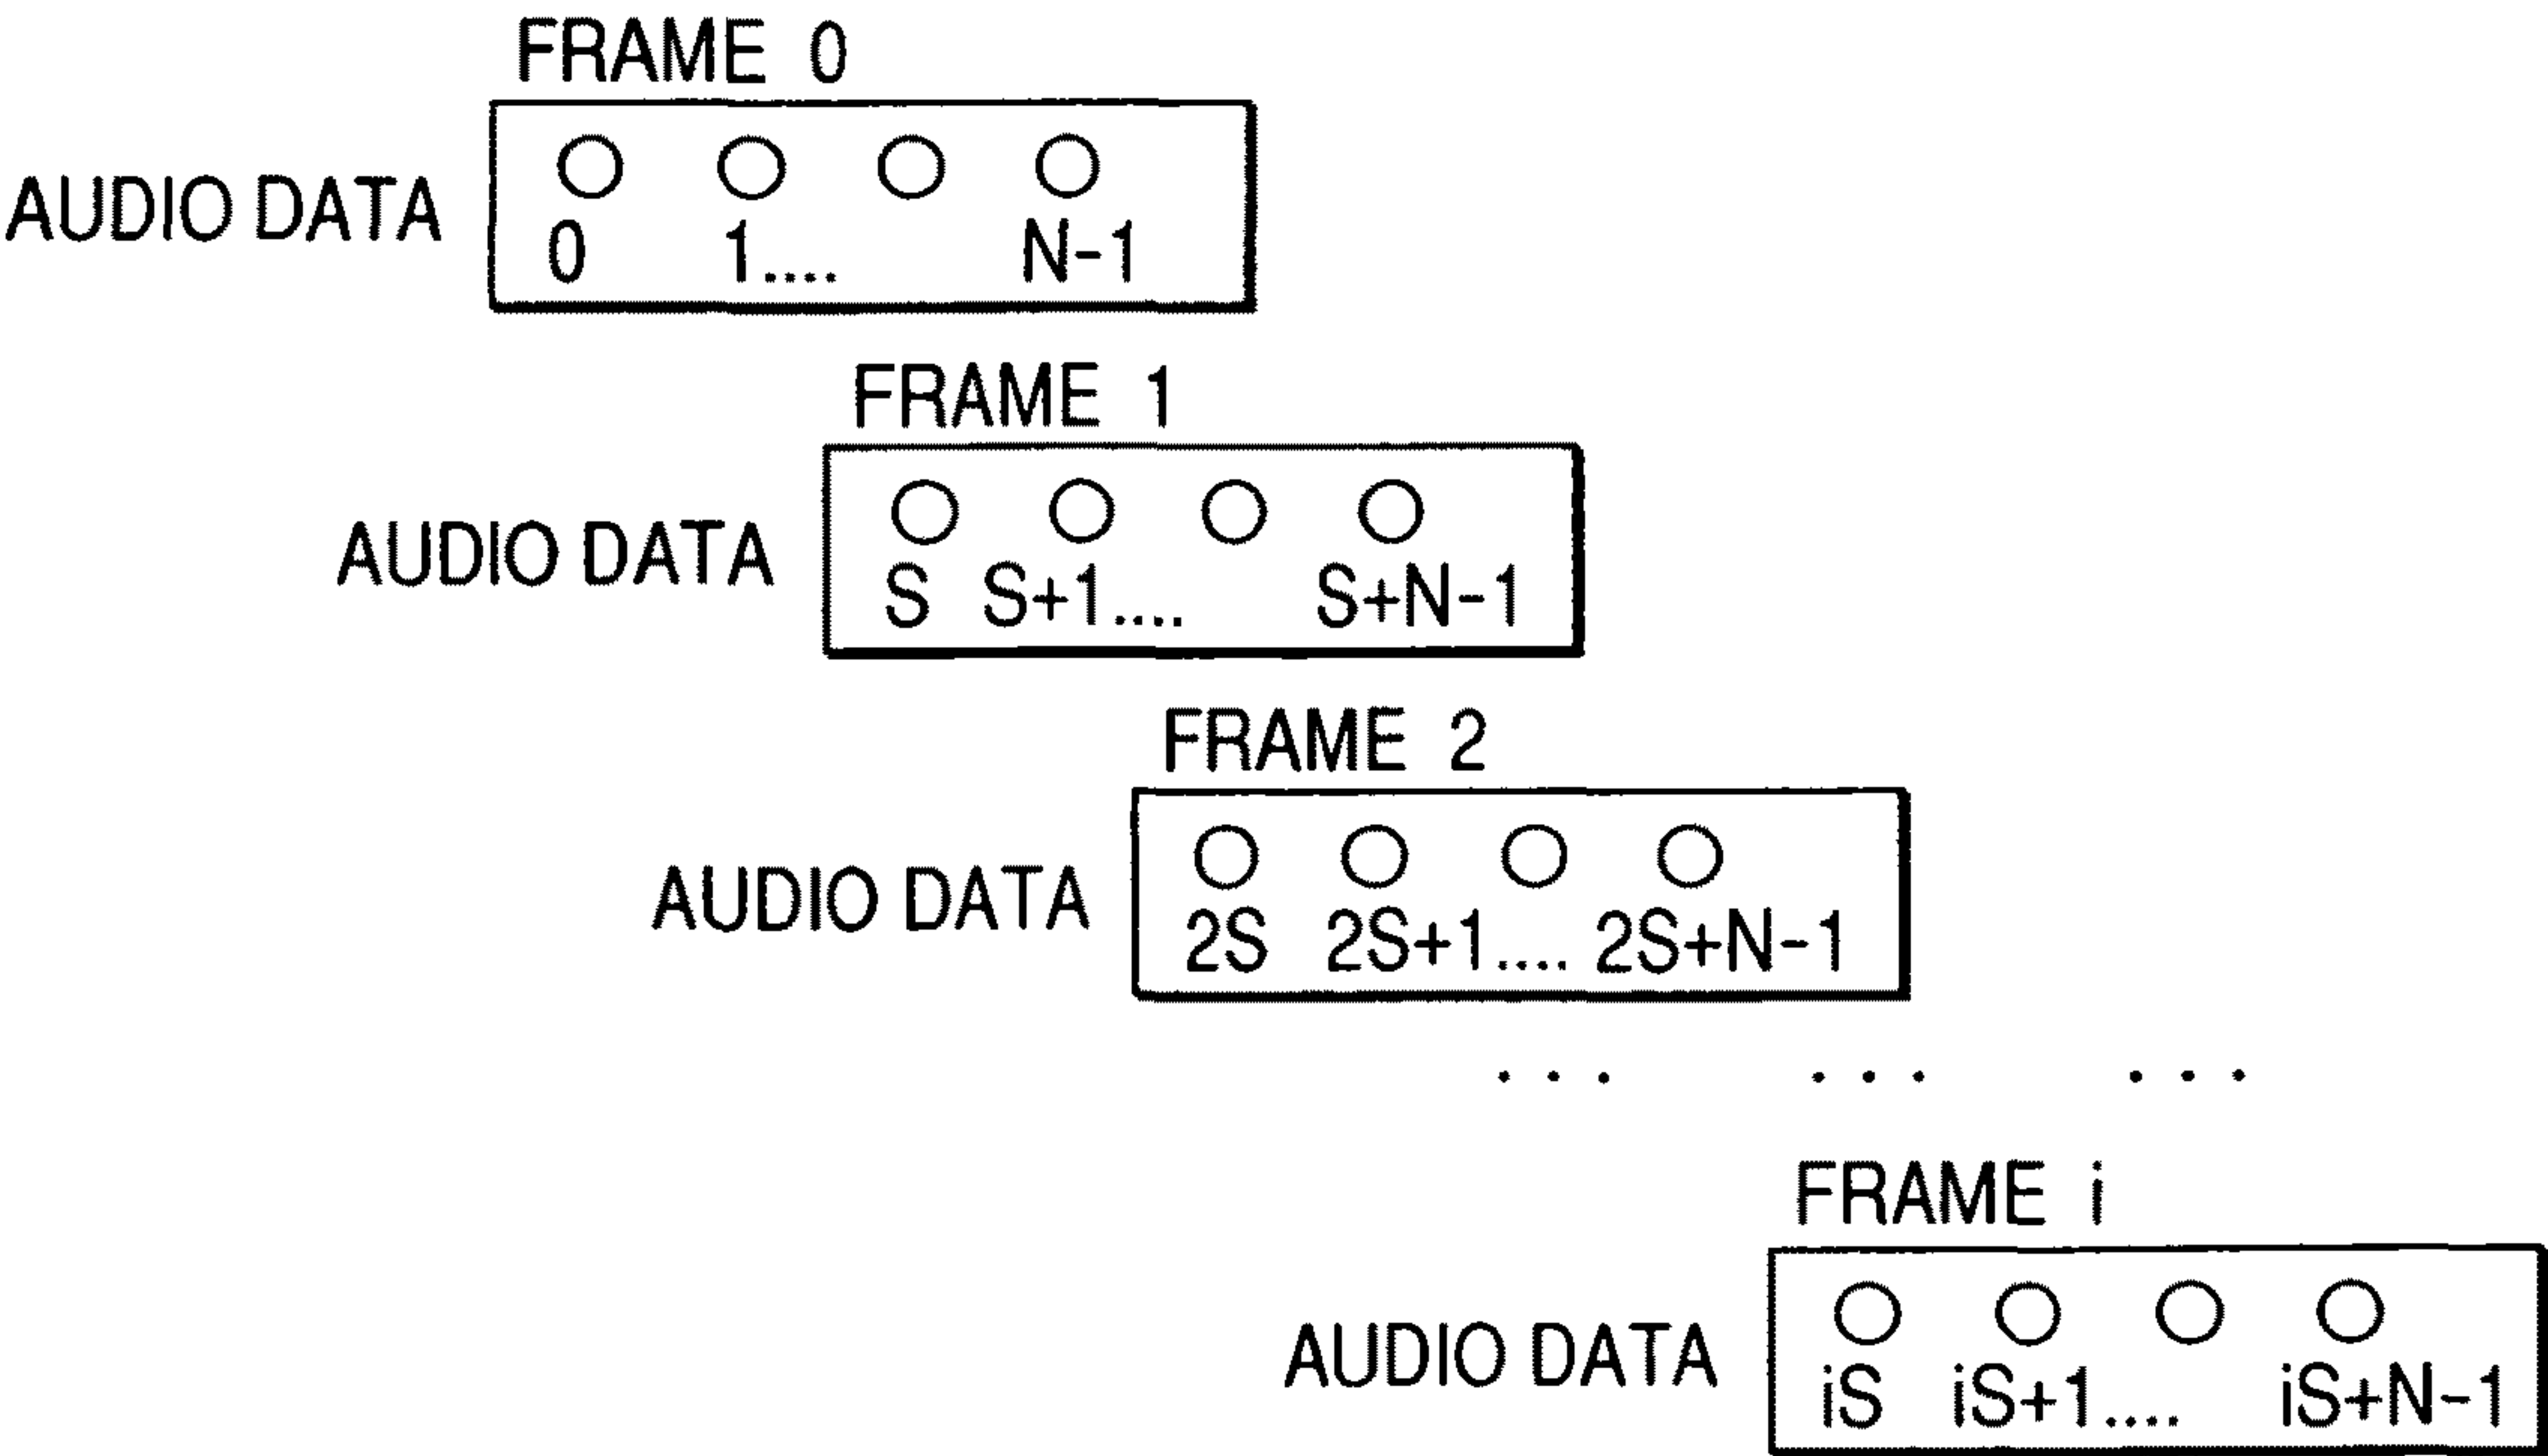 FRAME 0
AUDIO DATA
0 1.... N-1
FRAME 1
AUDIO DATA
S S+1.... S+N-1
FRAME 2
AUDIO DATA
2S 2S+1.... 2S+N-1
... ... ...
FRAME i
AUDIO DATA
iS iS+1.... iS+N-1